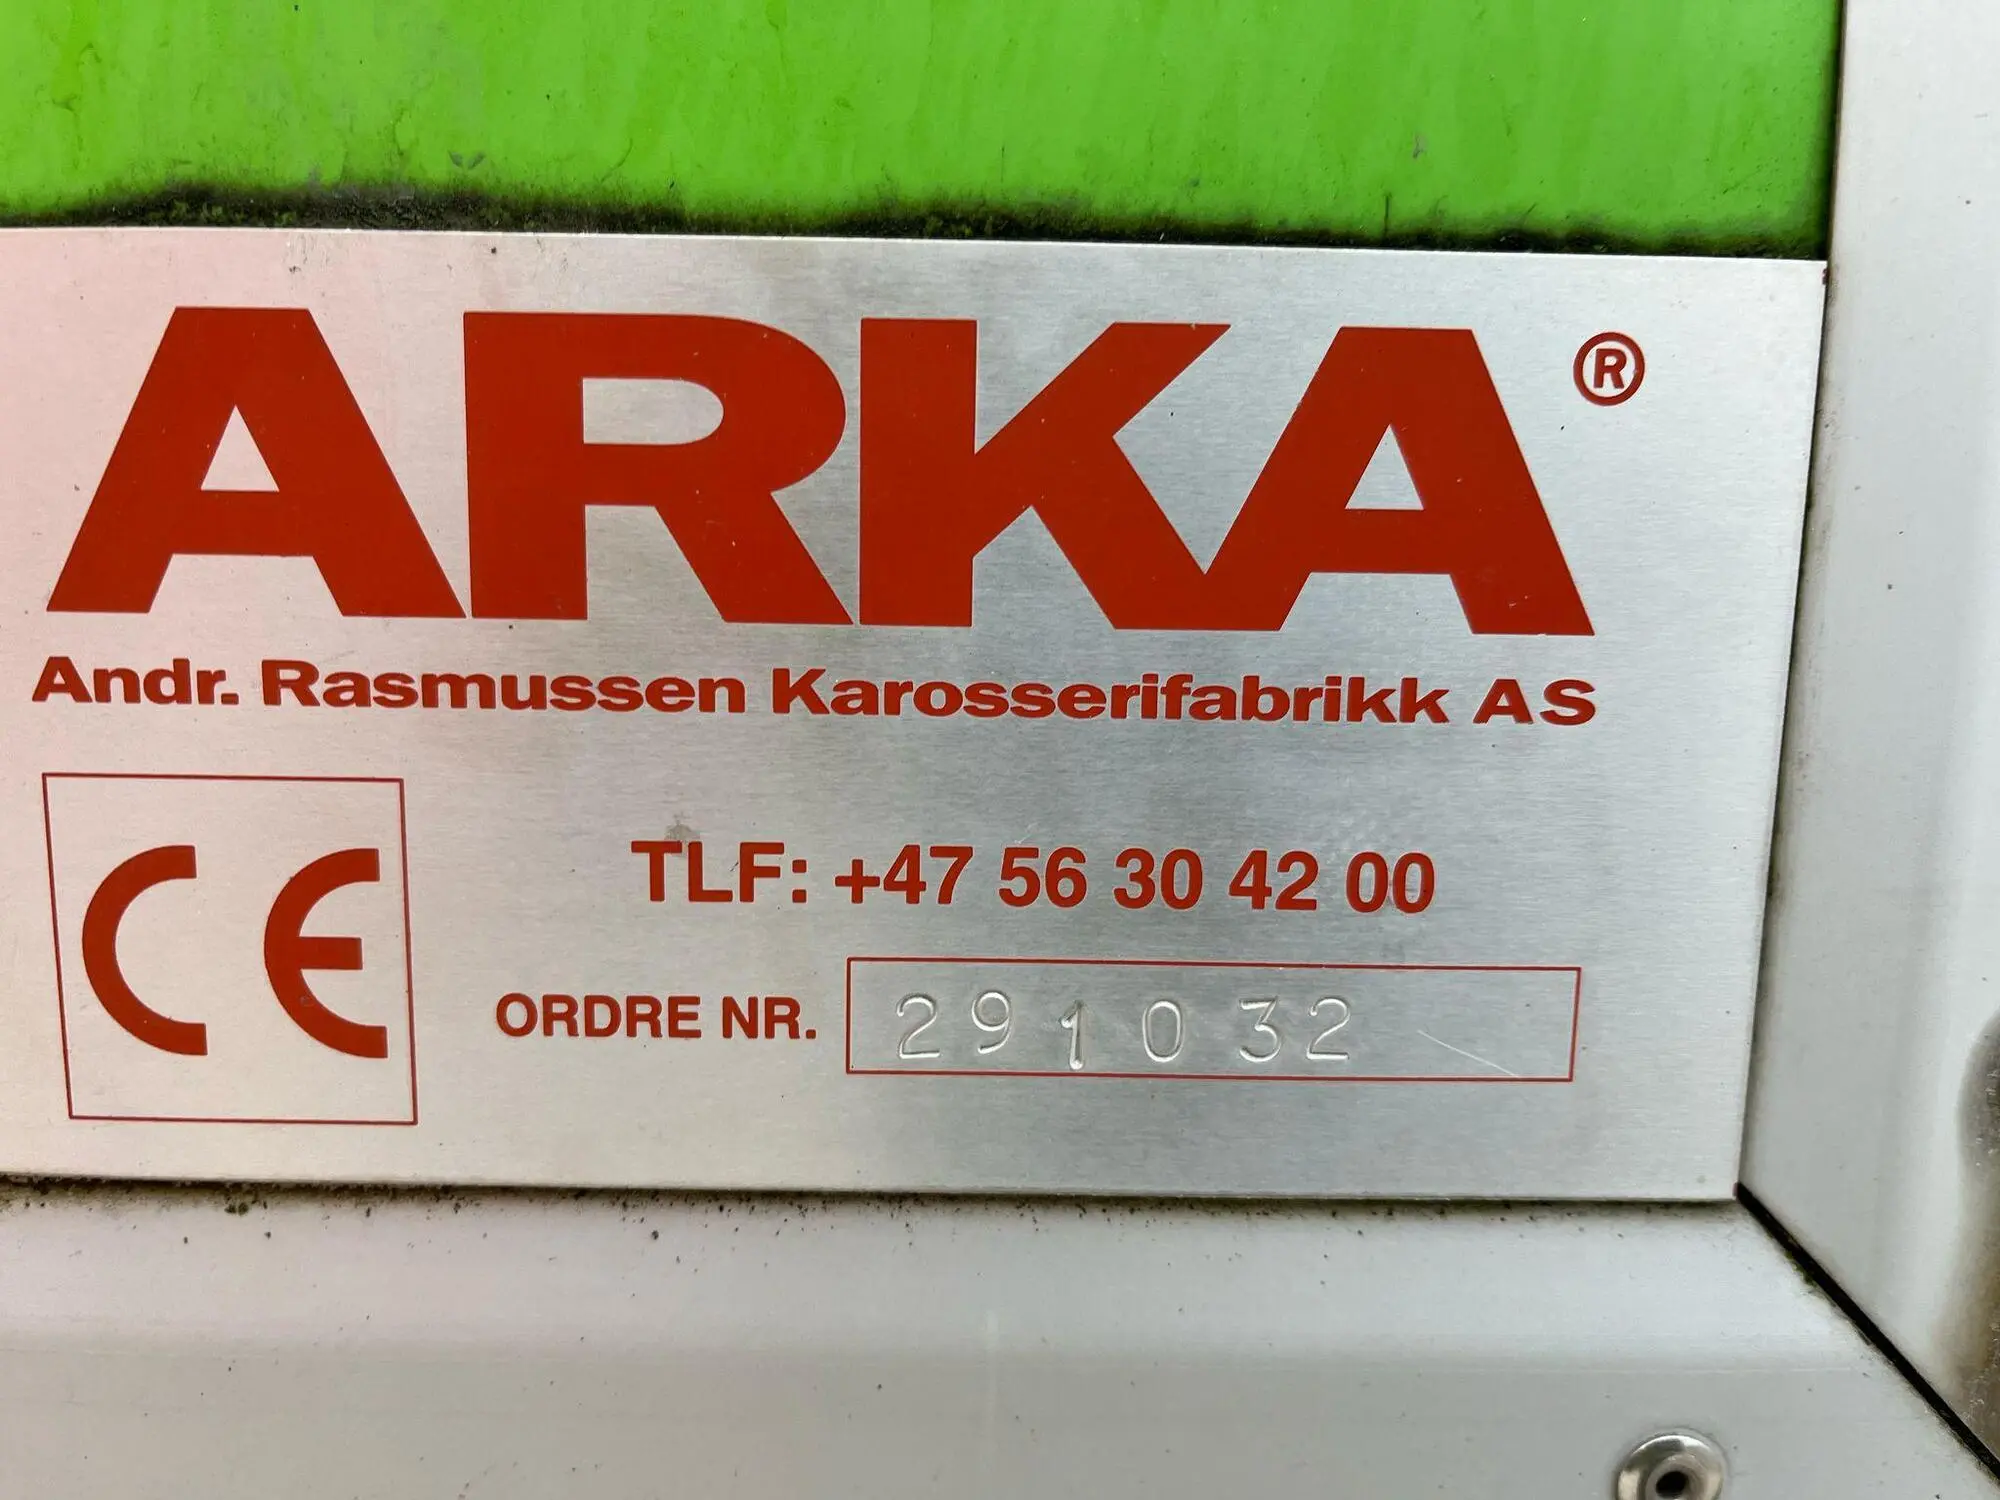 ARKA®
Andr. Rasmussen Karosserifabrikk AS
CE
TLF: +47 56 30 42 00
ORDRE NR. 291032